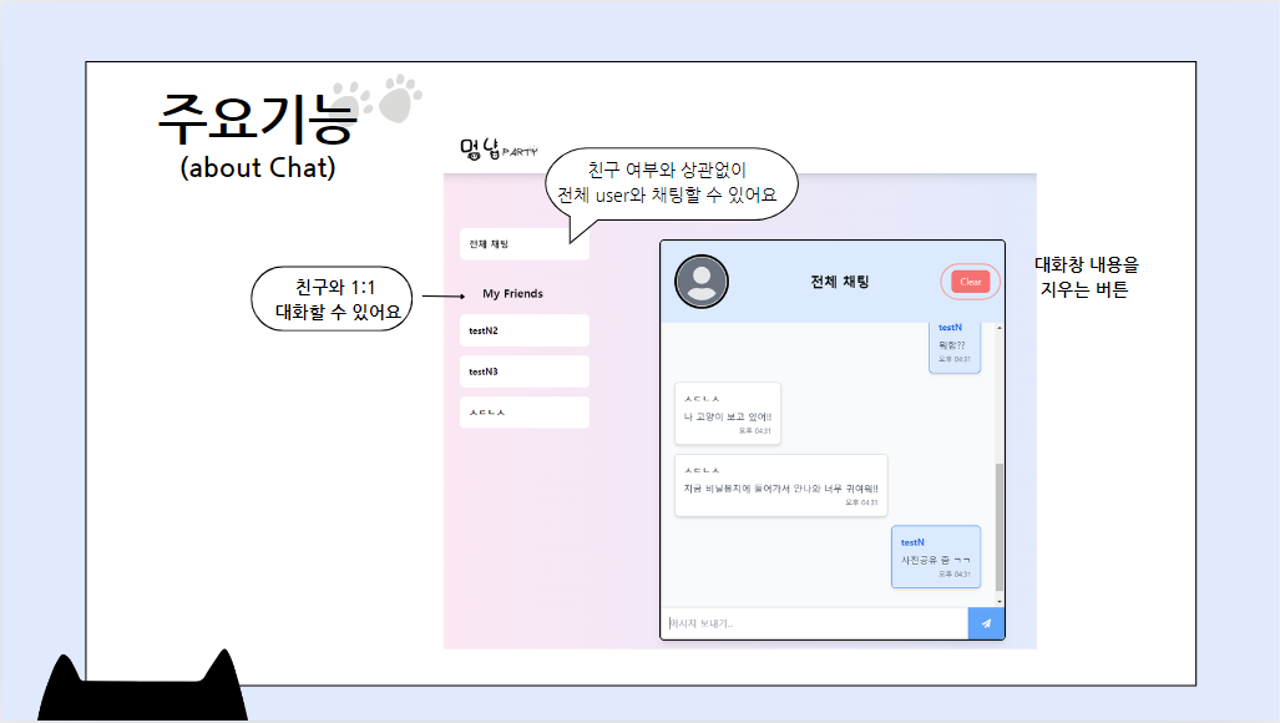 주요기능
(about Chat)
멍냥PARTY
친구 여부와 상관없이
전체 user와 채팅할 수 있어요
전체 채팅
친구와 1:1
대화할 수 있어요
My Friends
testN2
testN3
ㅅㄷㄴㅅ
전체 채팅
Clear
대화창 내용을
지우는 버튼
testN
뭐함??
오후 04:31
ㅅㄷㄴㅅ
나 고양이 보고 있어!!
오후 04:31
ㅅㄷㄴㅅ
지금 비닐봉지에 들어가서 안나와 너무 귀여워!!
오후 04:31
testN
사진공유 좀 ㄱㄱ
오후 04:31
메시지 보내기..